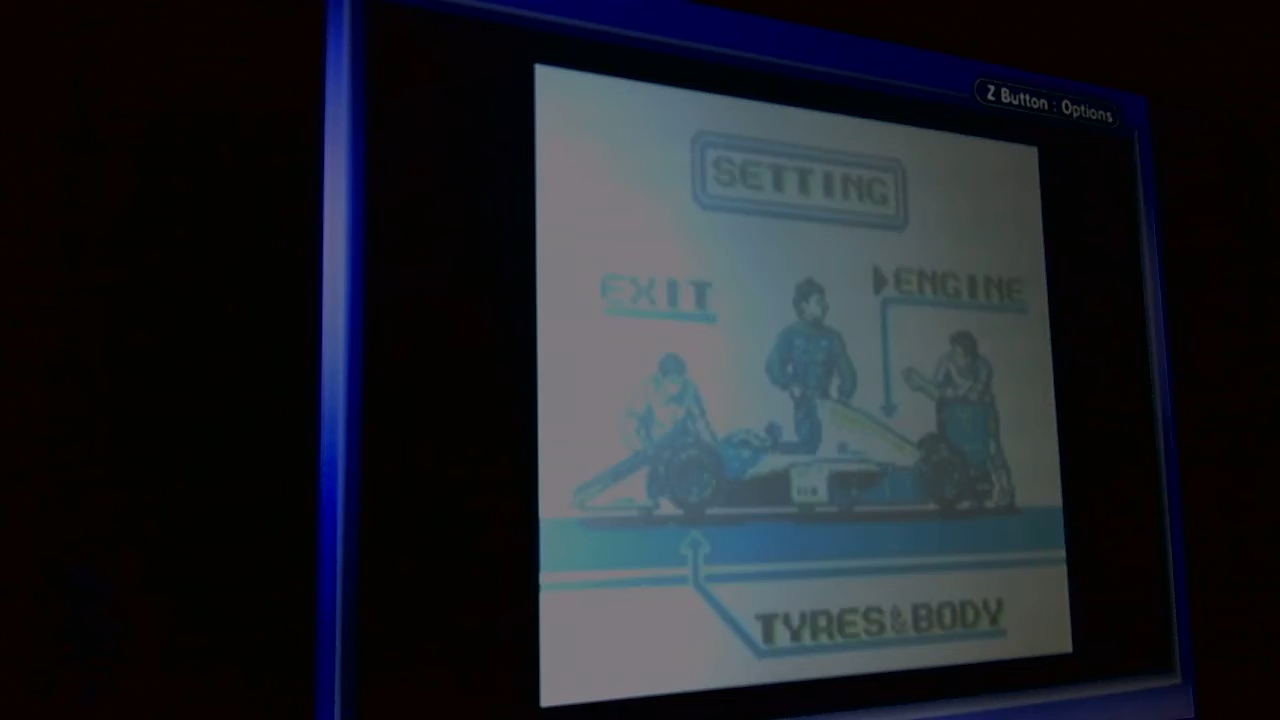 Z Button : Options
SETTING
EXIT
ENGINE
TYRES&BODY